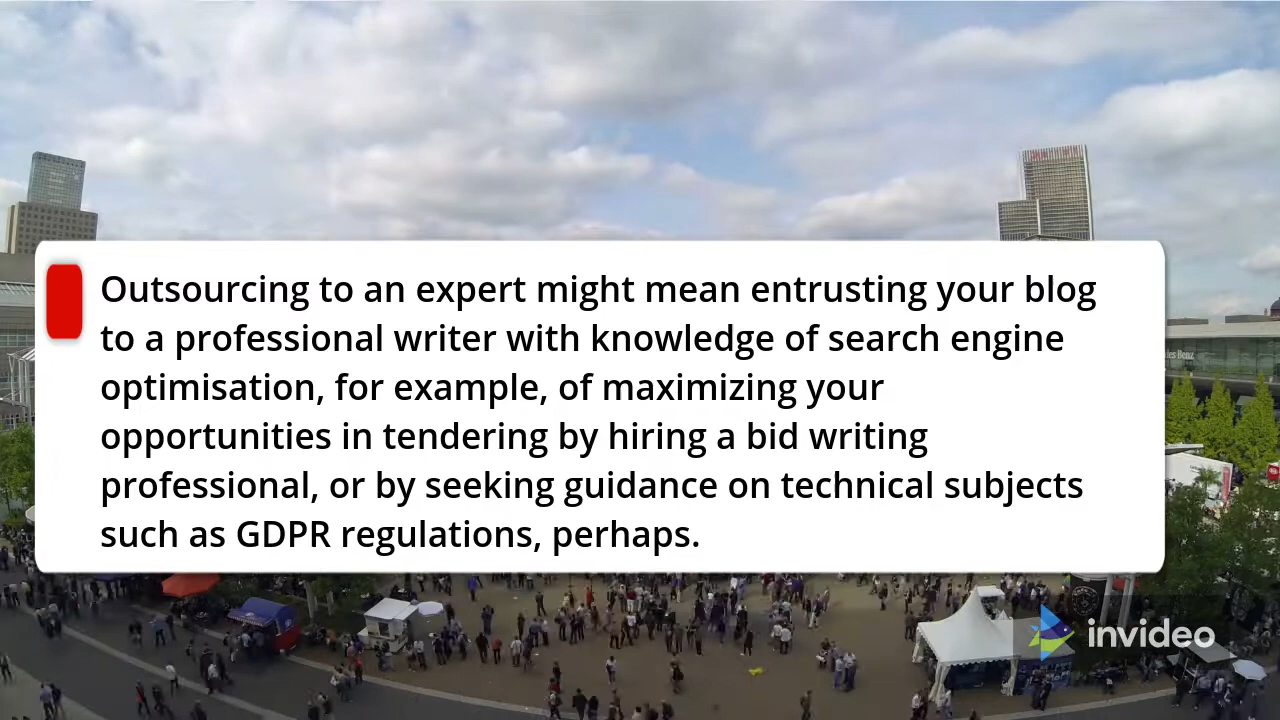 Outsourcing to an expert might mean entrusting your blog
to a professional writer with knowledge of search engine
optimisation, for example, of maximizing your
opportunities in tendering by hiring a bid writing
professional, or by seeking guidance on technical subjects
such as GDPR regulations, perhaps.
Benz
invideo